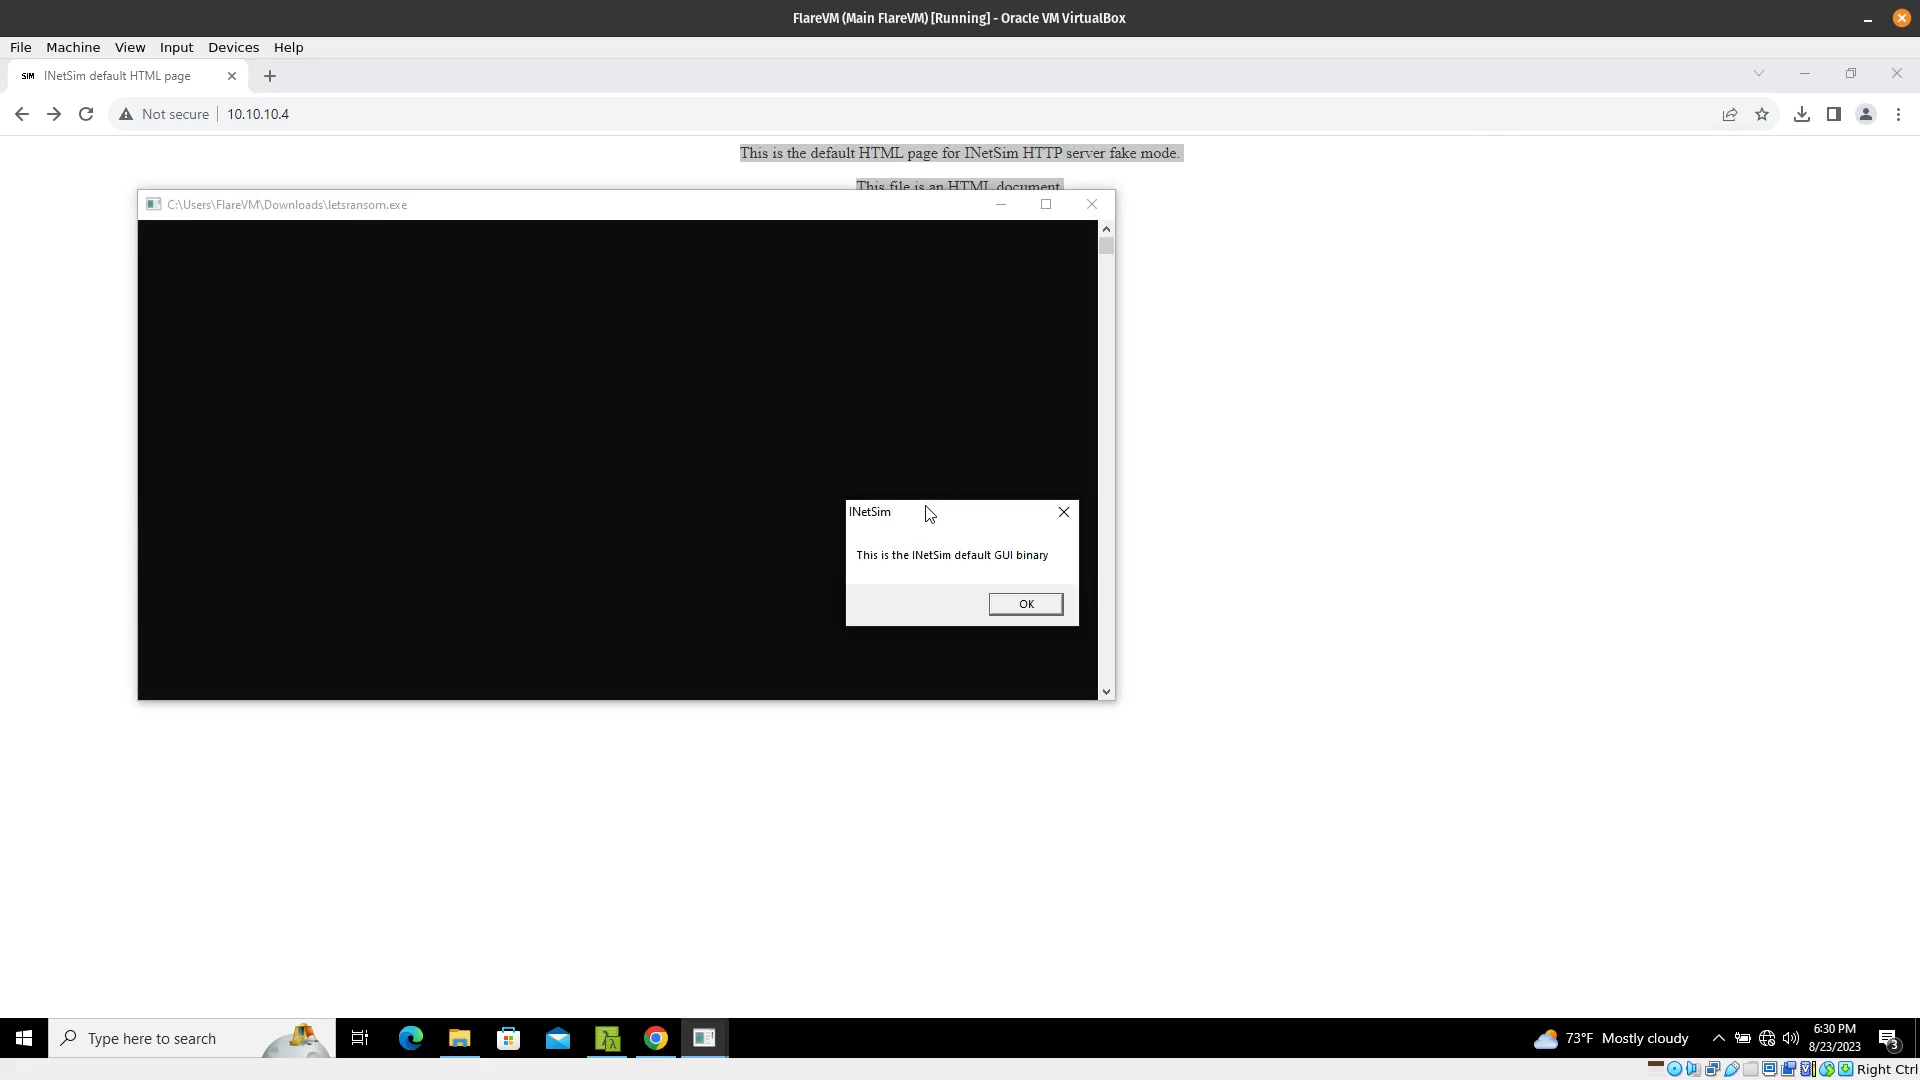 FlareVM (Main FlareVM) [Running] - Oracle VM VirtualBox
File Machine View Input Devices Help
SIM INetSim default HTML page
Not secure 10.10.10.4
This is the default HTML page for INetSim HTTP server fake mode.
This file is an HTML document.
C:\Users\FlareVM\Downloads\letsransom.exe
INetSim
This is the INetSim default GUI binary
OK
Type here to search
73°F Mostly cloudy
6:30 PM
8/23/2023
3
Right Ctrl